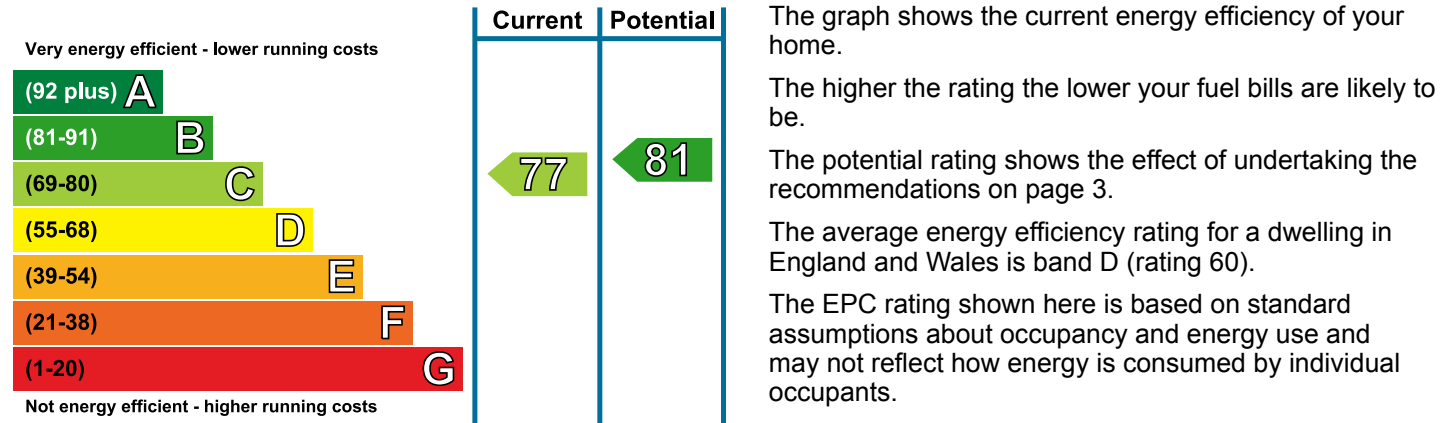 Current Potential
Very energy efficient - lower running costs
(92 plus) A
(81-91) B
(69-80) C
(55-68) D
(39-54) E
(21-38) F
(1-20) G
Not energy efficient - higher running costs
77
81
The graph shows the current energy efficiency of your
home.
The higher the rating the lower your fuel bills are likely to
be.
The potential rating shows the effect of undertaking the
recommendations on page 3.
The average energy efficiency rating for a dwelling in
England and Wales is band D (rating 60).
The EPC rating shown here is based on standard
assumptions about occupancy and energy use and
may not reflect how energy is consumed by individual
occupants.